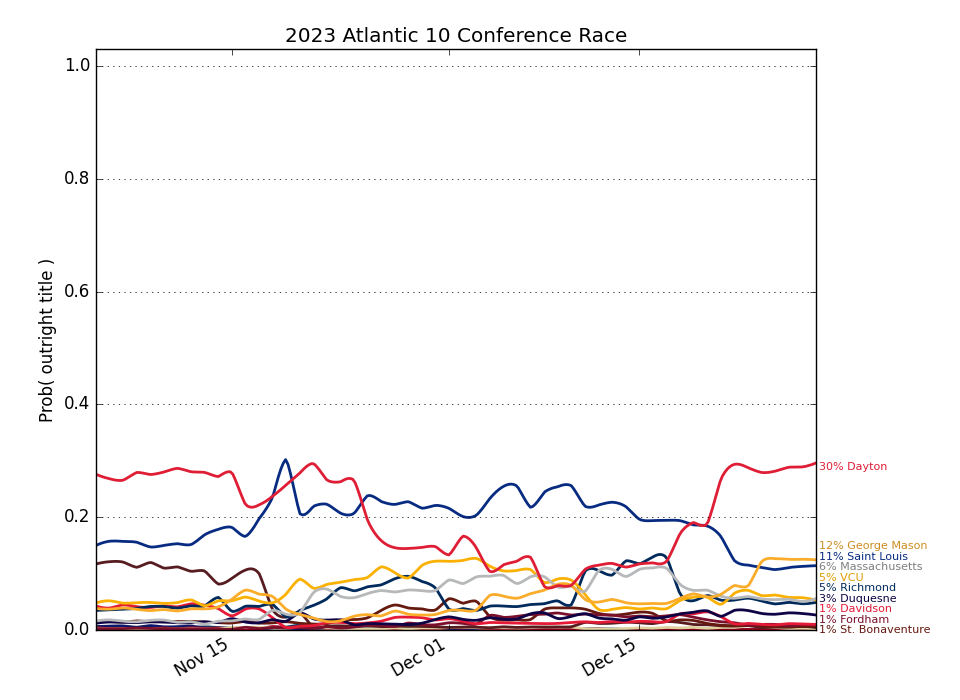 2023 Atlantic 10 Conference Race
Prob( outright title )
1.0
0.8
0.6
0.4
0.2
0.0
Nov 15
Dec 01
Dec 15
30% Dayton
12% George Mason
11% Saint Louis
6% Massachusetts
5% VCU
5% Richmond
3% Duquesne
1% Davidson
1% Fordham
1% St. Bonaventure